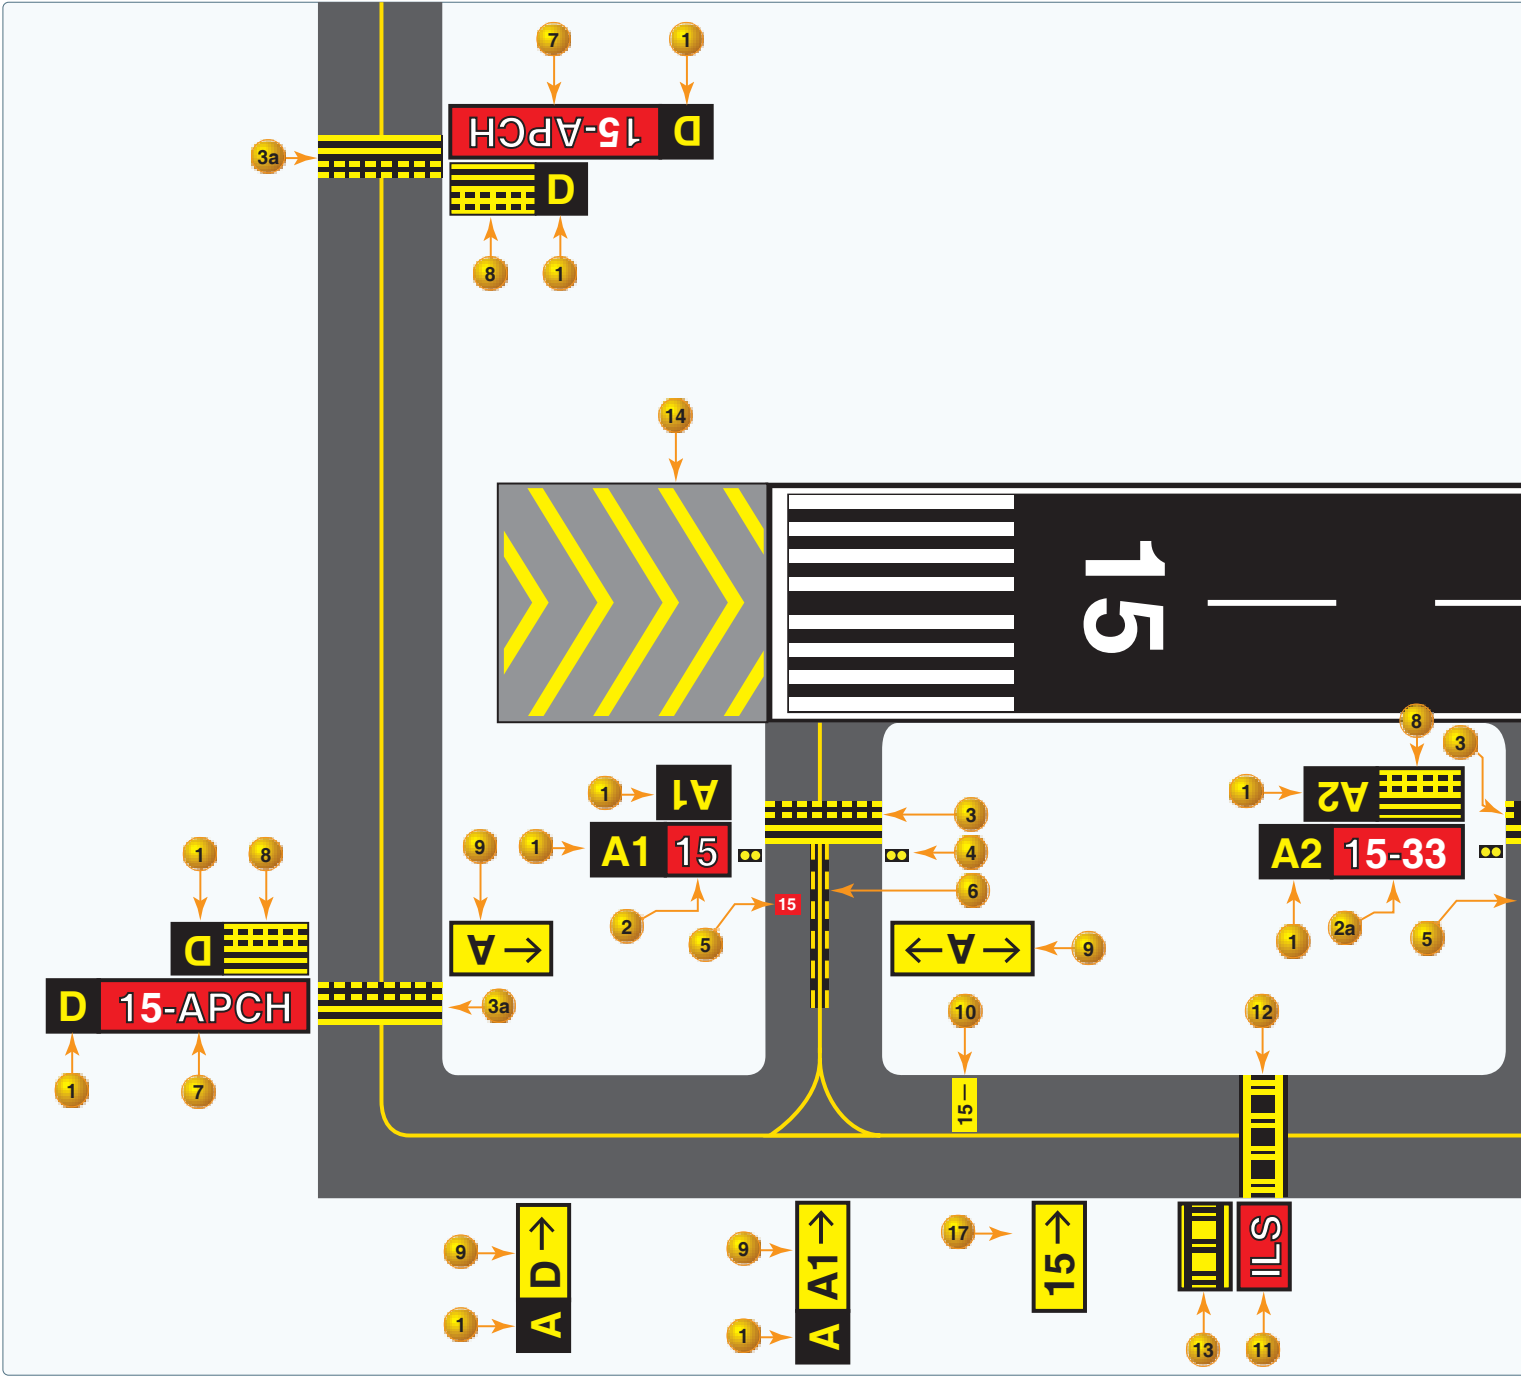 7 1
15-APCH D
3a
D
8 1
14
15
8
3
1 A1
1 A2
3
9 1 A1 15
4
A2 15-33
1 8
6
15
2 5
1 2a 5
D
A →
← A → 9
D 15-APCH
3a
10 12
1 7
15—
9 D →
9 A1 →
17 15 →
ILS
1 A
1 A
13 11